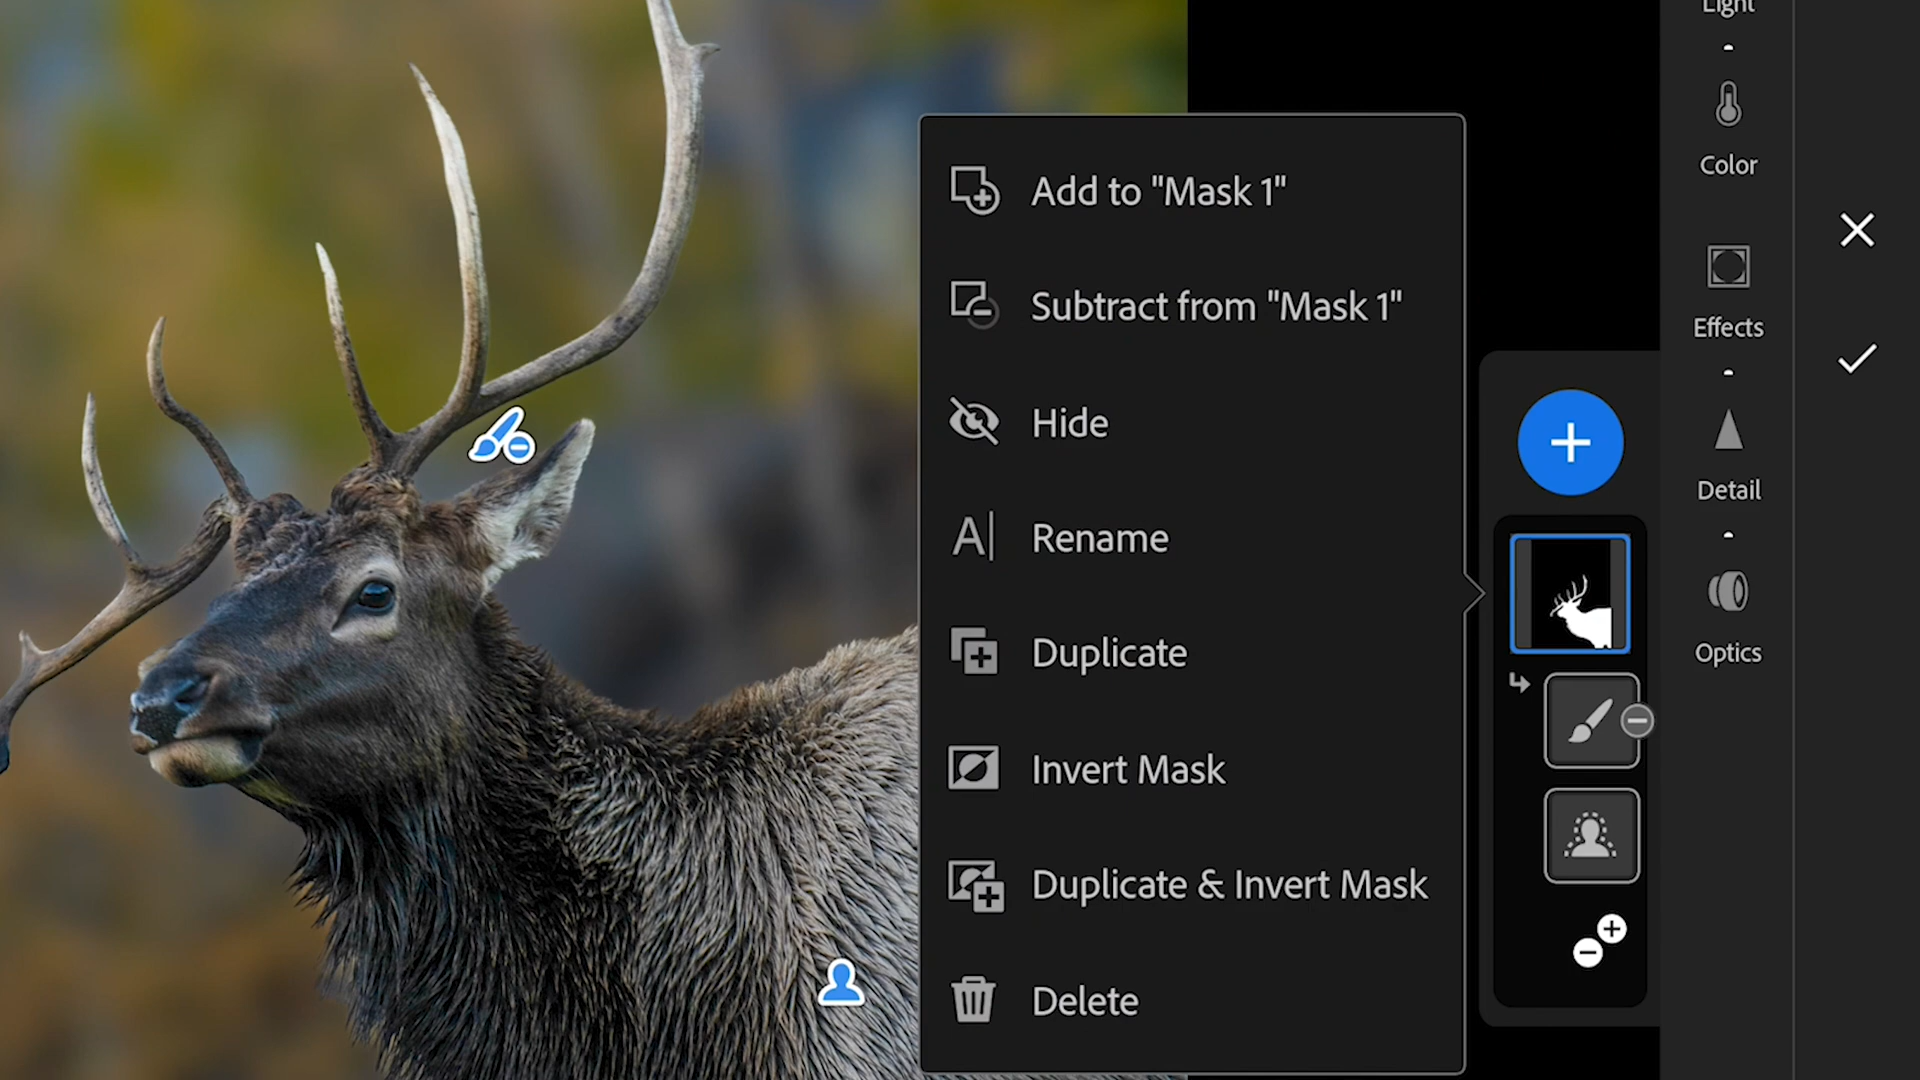 Light
Color
Effects
Detail
Optics
Add to "Mask 1"
Subtract from "Mask 1"
Hide
Rename
Duplicate
Invert Mask
Duplicate & Invert Mask
Delete